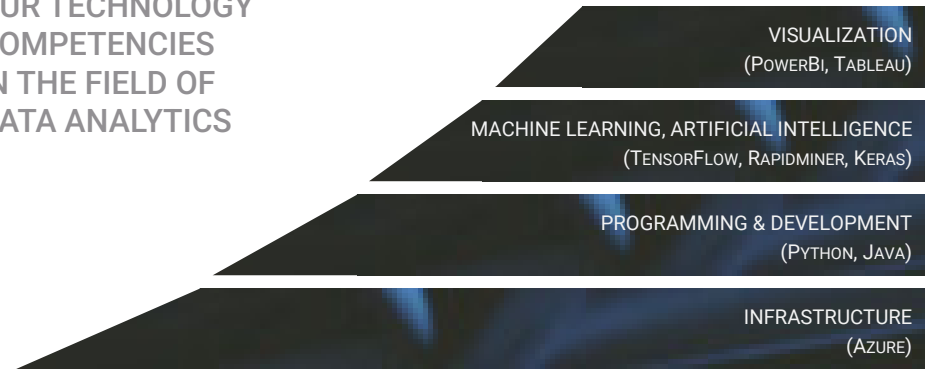 UR TECHNOLOGY
OMPETENCIES
N THE FIELD OF
ATA ANALYTICS
VISUALIZATION
(POWERBI, TABLEAU)
MACHINE LEARNING, ARTIFICIAL INTELLIGENCE
(TENSORFLOW, RAPIDMINER, KERAS)
PROGRAMMING & DEVELOPMENT
(PYTHON, JAVA)
INFRASTRUCTURE
(AZURE)